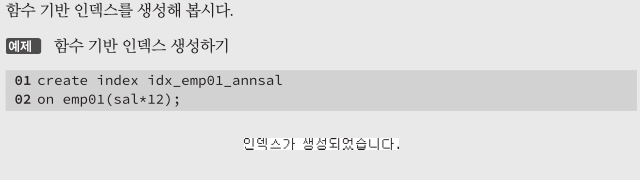 함수 기반 인덱스를 생성해 봅시다.
예제 함수 기반 인덱스 생성하기
01 create index idx_emp01_annsal
02 on emp01(sal*12);
인덱스가 생성되었습니다.